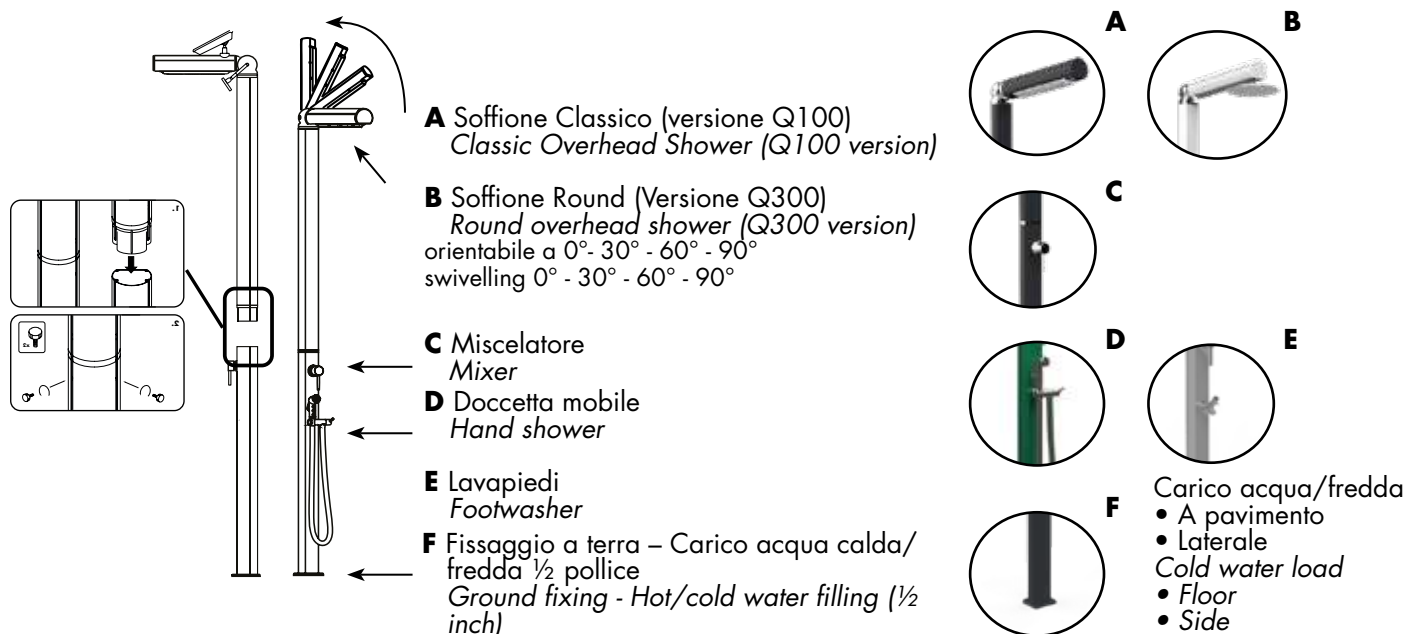 A Soffione Classico (versione Q100)
Classic Overhead Shower (Q100 version)
B Soffione Round (Versione Q300)
Round overhead shower (Q300 version)
orientabile a 0°- 30° - 60° - 90°
swivelling 0° - 30° - 60° - 90°
C Miscelatore
Mixer
D Doccetta mobile
Hand shower
E Lavapiedi
Footwasher
F Fissaggio a terra – Carico acqua calda/
fredda ½ pollice
Ground fixing - Hot/cold water filling (½
inch)
1.
2.
x2
A
B
C
D
E
F
Carico acqua/fredda
• A pavimento
• Laterale
Cold water load
• Floor
• Side